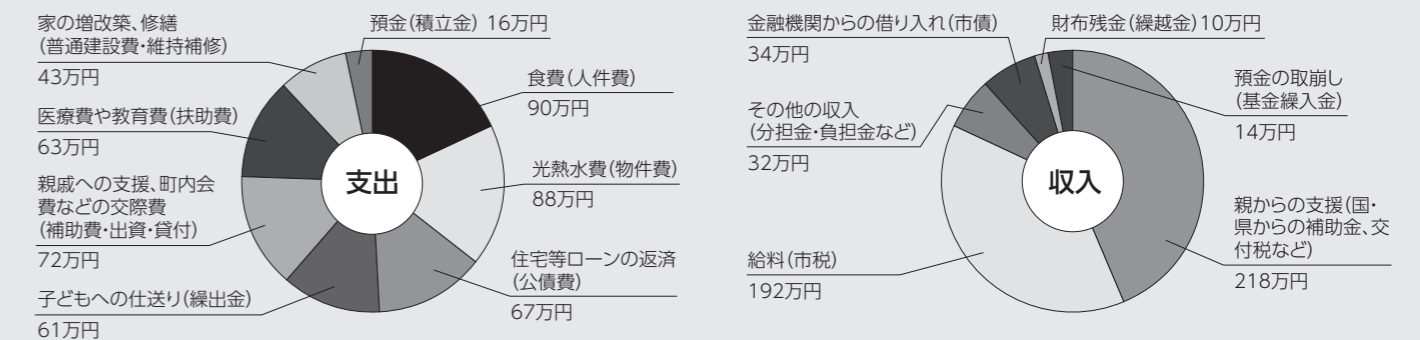 家の増改築、修繕
(普通建設費・維持補修)
43万円
医療費や教育費(扶助費)
63万円
親戚への支援、町内会
費などの交際費
(補助費・出資・貸付)
72万円
子どもへの仕送り(繰出金)
61万円
預金(積立金) 16万円
食費(人件費)
90万円
光熱水費(物件費)
88万円
住宅等ローンの返済
(公債費)
67万円
支出
金融機関からの借り入れ(市債)
34万円
その他の収入
(分担金・負担金など)
32万円
給料(市税)
192万円
財布残金(繰越金)10万円
預金の取崩し
(基金繰入金)
14万円
親からの支援(国・
県からの補助金、交
付税など)
218万円
収入